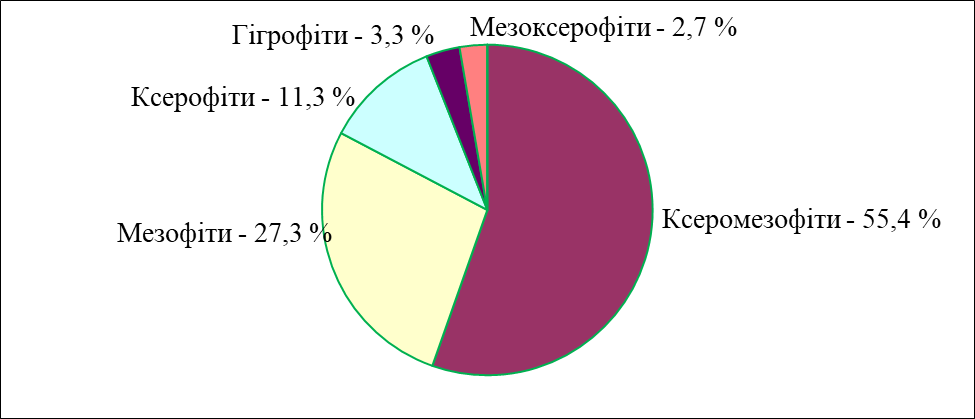 Мезоксерофіти - 2,7 %
Гігрофіти - 3,3 %
Ксерофіти - 11,3 %
Ксеромезофіти - 55,4 %
Мезофіти - 27,3 %